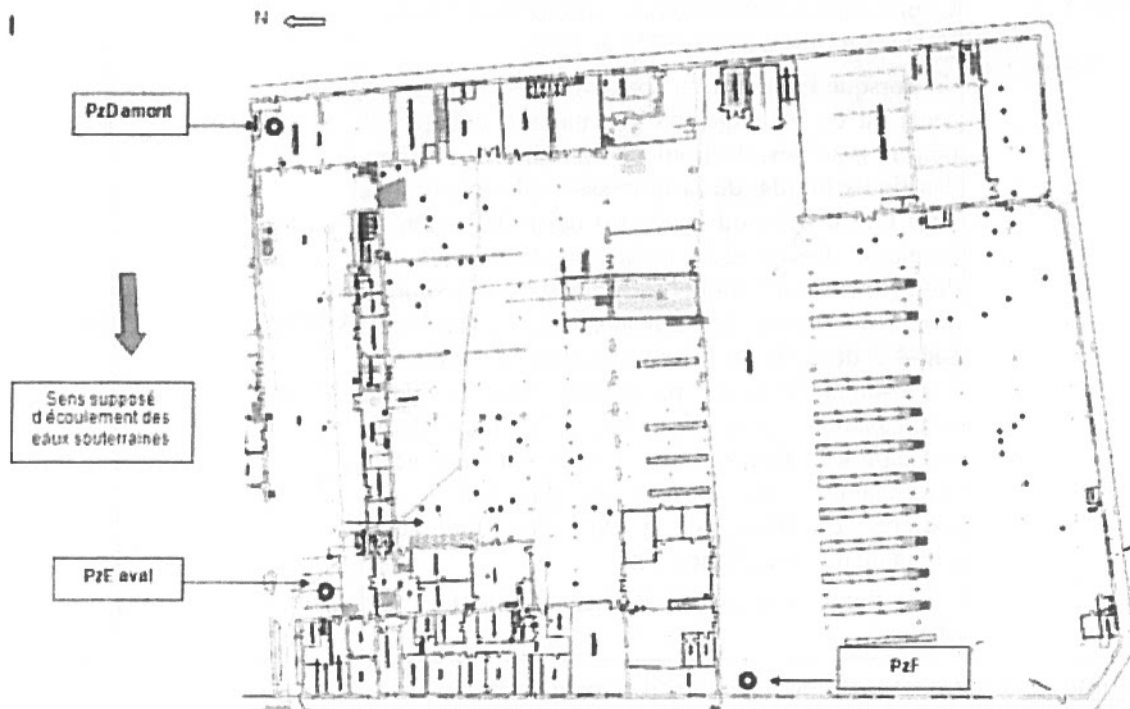 N
PzD amont
Sens supposé
d'écoulement des
eaux souterraines
PzE aval
PzF